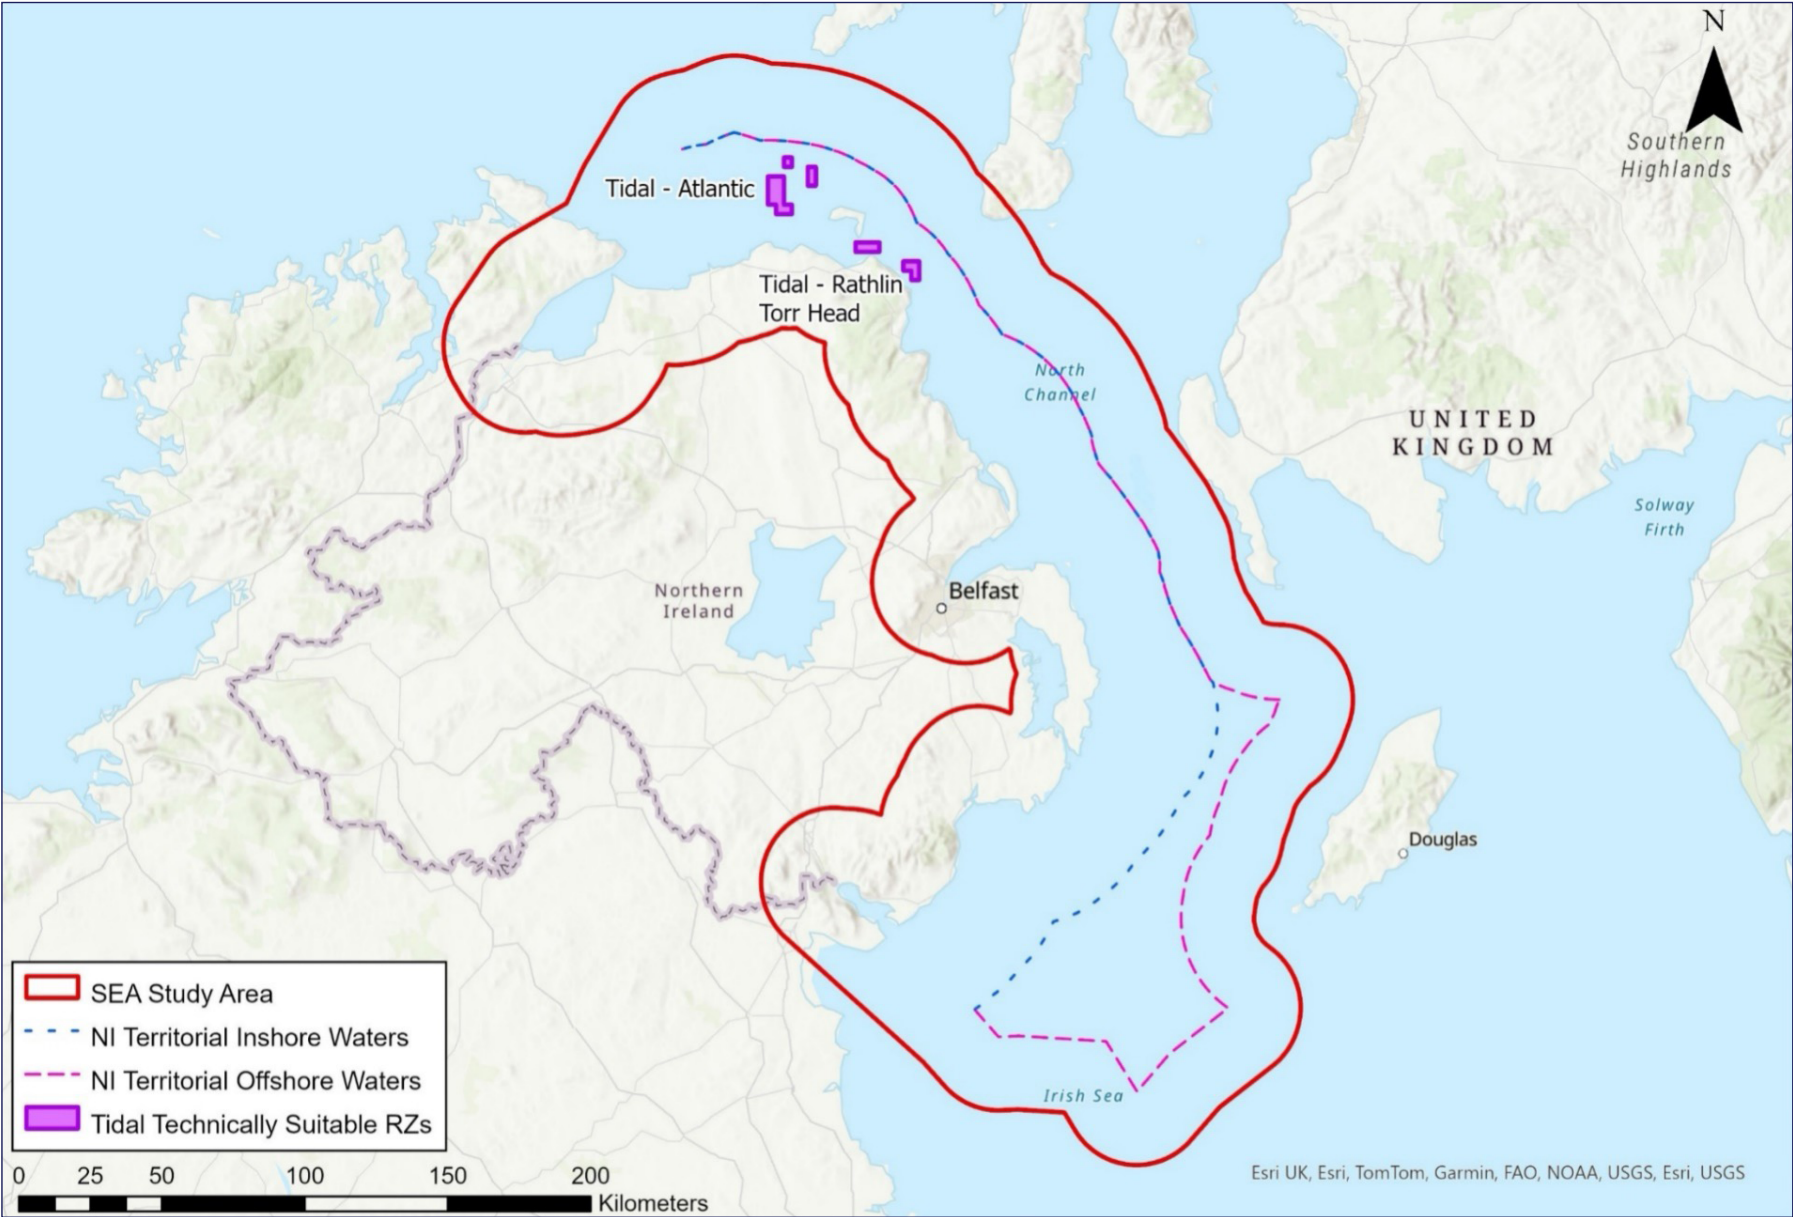 N
Southern
Highlands
Tidal - Atlantic
Tidal - Rathlin
Torr Head
North
Channel
UNITED
KINGDOM
Solway
Firth
Northern
Ireland
Belfast
Douglas
SEA Study Area
NI Territorial Inshore Waters
NI Territorial Offshore Waters
Tidal Technically Suitable RZs
Irish Sea
0 25 50 100 150 200
Kilometers
Esri UK, Esri, TomTom, Garmin, FAO, NOAA, USGS, Esri, USGS